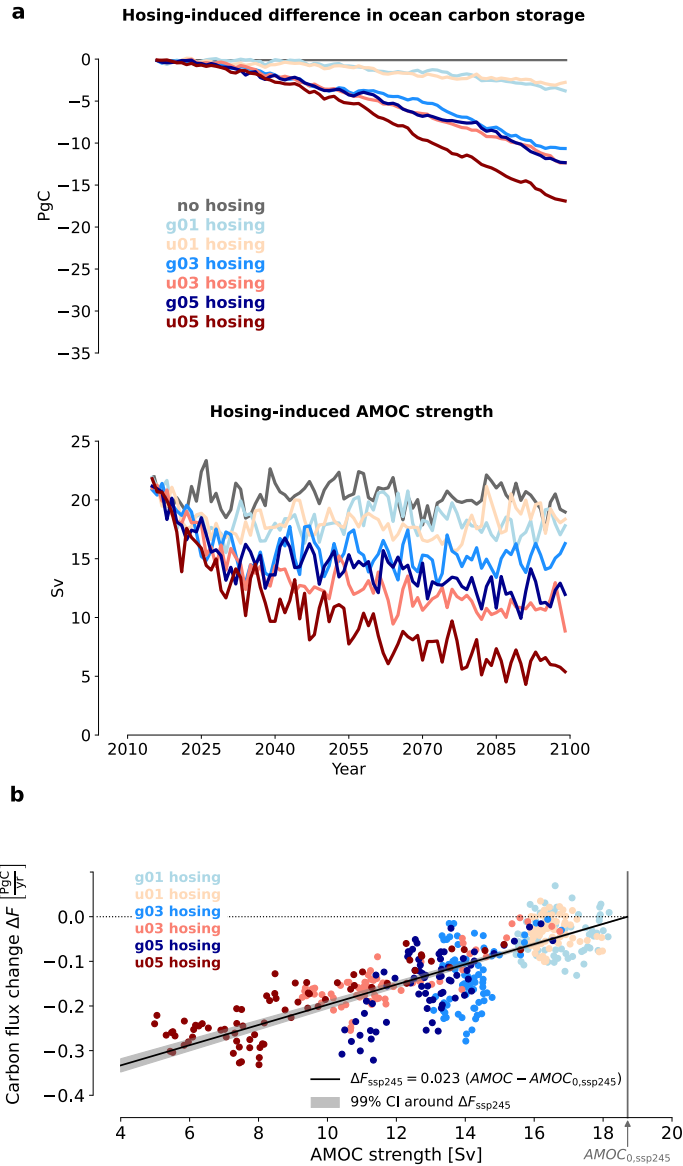 a
Hosing-induced difference in ocean carbon storage
0
−5
−10
−15
−20
−25
−30
−35
PgC
no hosing
g01 hosing
u01 hosing
g03 hosing
u03 hosing
g05 hosing
u05 hosing
Hosing-induced AMOC strength
25
20
15
10
5
0
Sv
2010 2025 2040 2055 2070 2085 2100
Year
b
Carbon flux change ΔF [PgC/yr]
0.0
−0.1
−0.2
−0.3
−0.4
g01 hosing
u01 hosing
g03 hosing
u03 hosing
g05 hosing
u05 hosing
ΔF_ssp245 = 0.023 (AMOC − AMOC_0,ssp245)
99% CI around ΔF_ssp245
4 6 8 10 12 14 16 18 20
AMOC strength [Sv]
AMOC_0,ssp245